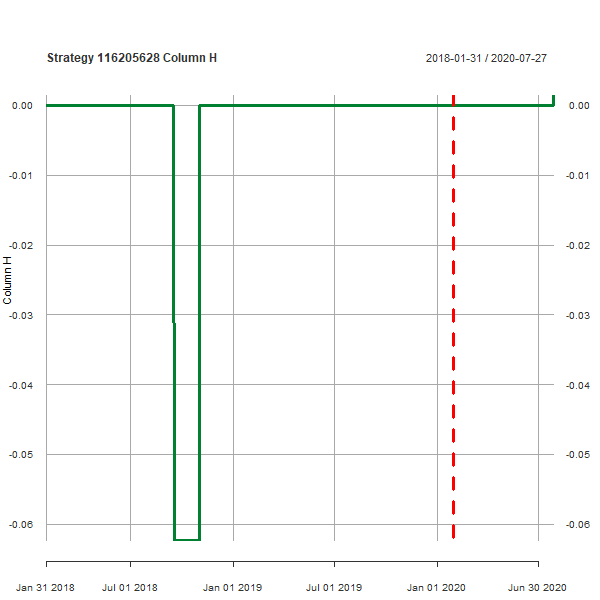 Strategy 116205628 Column H 2018-01-31 / 2020-07-27
0.00 0.00
-0.01 -0.01
-0.02 -0.02
Column H
-0.03 -0.03
-0.04 -0.04
-0.05 -0.05
-0.06 -0.06
Jan 31 2018 Jul 01 2018 Jan 01 2019 Jul 01 2019 Jan 01 2020 Jun 30 2020